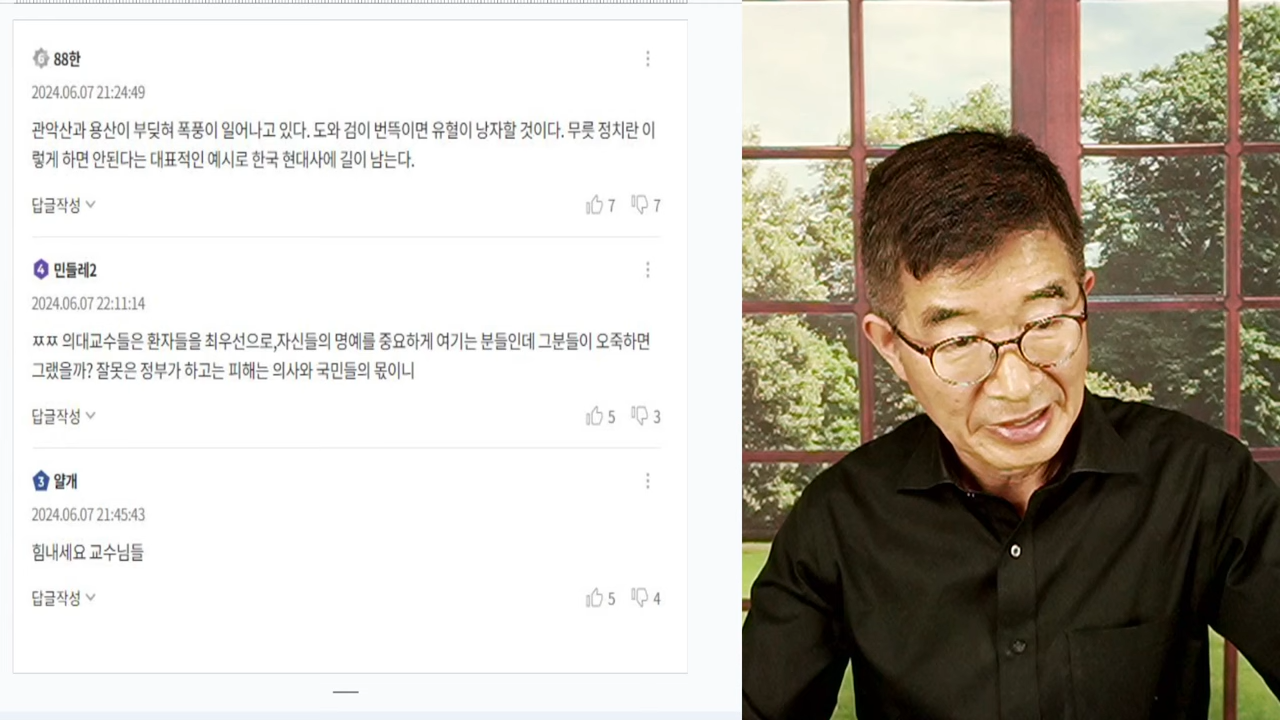 6 88한
2024.06.07 21:24:49
관악산과 용산이 부딪혀 폭풍이 일어나고 있다. 도와 검이 번뜩이면 유혈이 낭자할 것이다. 무릇 정치란 이
렇게 하면 안된다는 대표적인 예시로 한국 현대사에 길이 남는다.
답글작성 7 7
4 민들레2
2024.06.07 22:11:14
ㅉㅉ 의대교수들은 환자들을 최우선으로,자신들의 명예를 중요하게 여기는 분들인데 그분들이 오죽하면
그랬을까? 잘못은 정부가 하고는 피해는 의사와 국민들의 몫이니
답글작성 5 3
3 얄개
2024.06.07 21:45:43
힘내세요 교수님들
답글작성 5 4